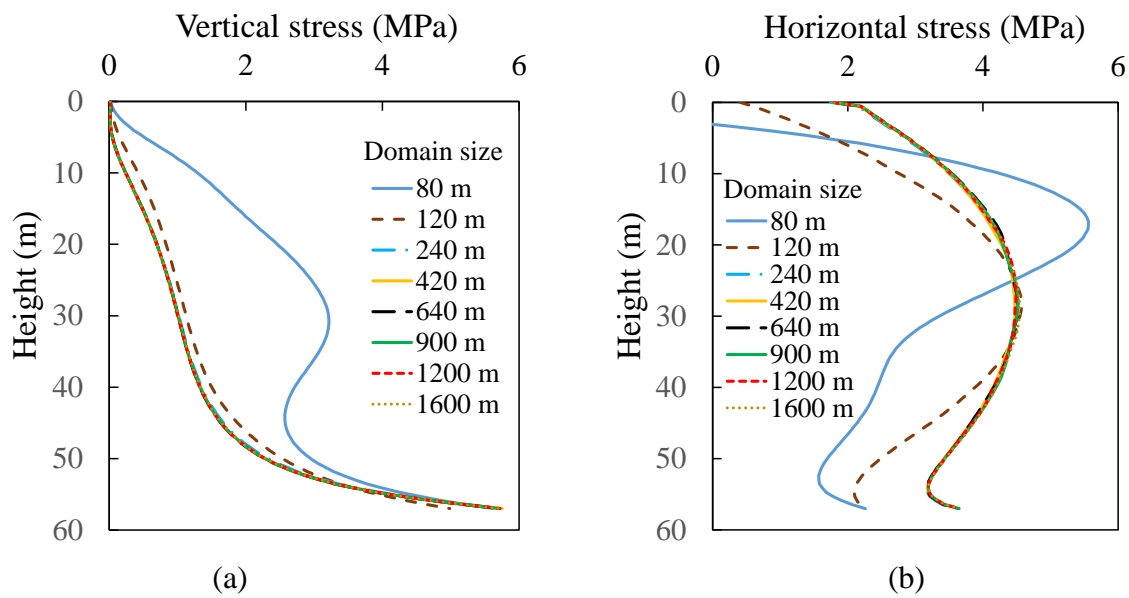 Vertical stress (MPa)
0 2 4 6
Height (m)
0
10
20
30
40
50
60
Domain size
80 m
120 m
240 m
420 m
640 m
900 m
1200 m
1600 m
(a)
Horizontal stress (MPa)
0 2 4 6
Height (m)
0
10
20
30
40
50
60
Domain size
80 m
120 m
240 m
420 m
640 m
900 m
1200 m
1600 m
(b)